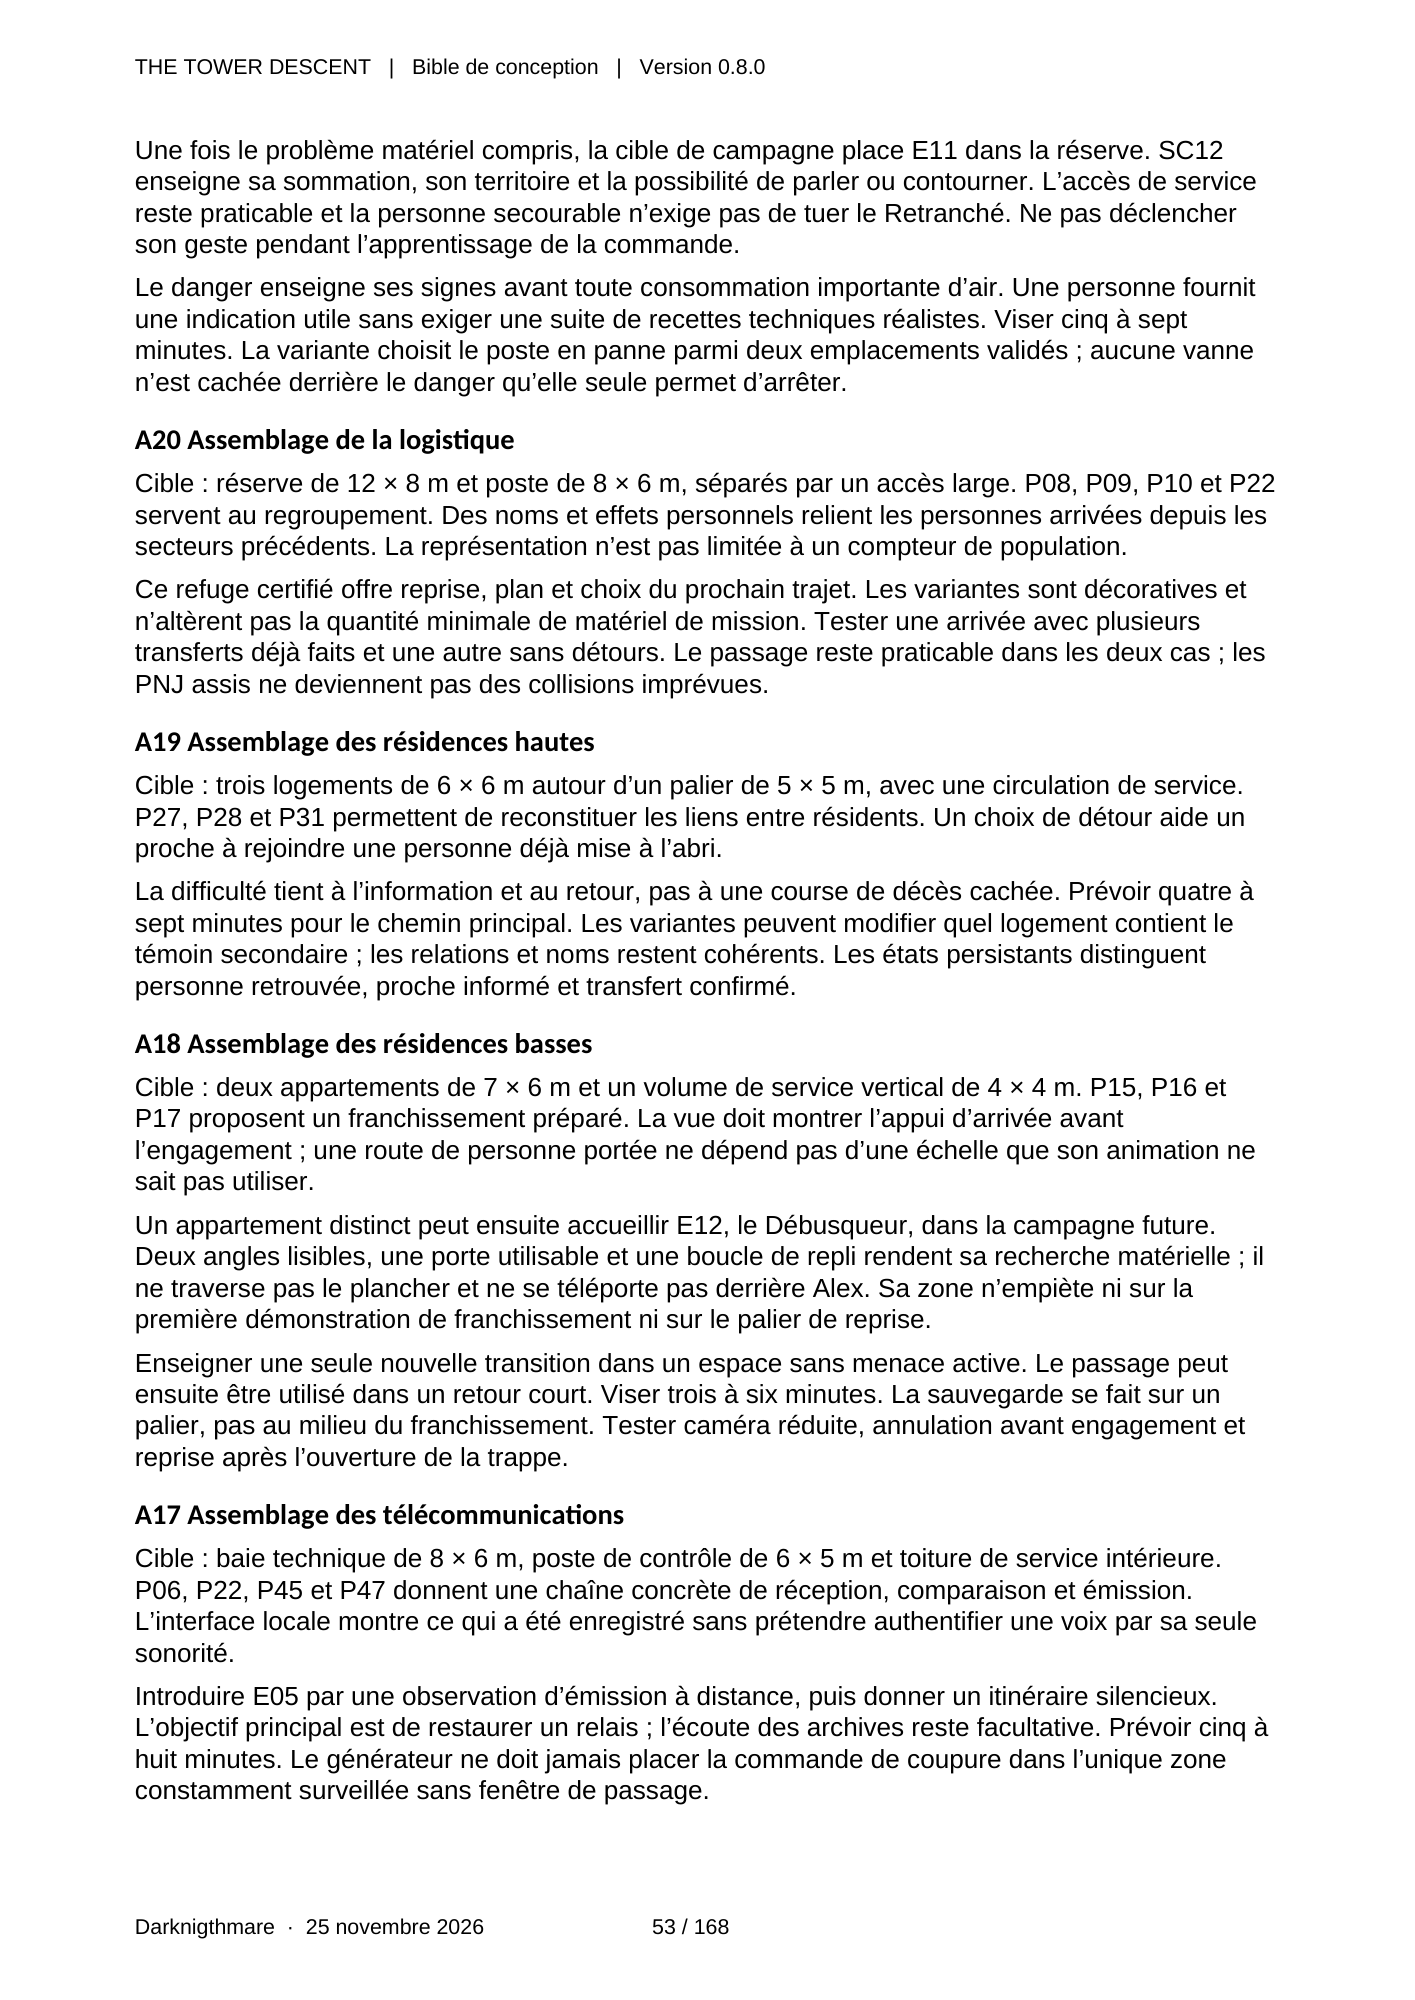 THE TOWER DESCENT | Bible de conception | Version 0.8.0
Une fois le problème matériel compris, la cible de campagne place E11 dans la réserve. SC12
enseigne sa sommation, son territoire et la possibilité de parler ou contourner. L’accès de service
reste praticable et la personne secourable n’exige pas de tuer le Retranché. Ne pas déclencher
son geste pendant l’apprentissage de la commande.
Le danger enseigne ses signes avant toute consommation importante d’air. Une personne fournit
une indication utile sans exiger une suite de recettes techniques réalistes. Viser cinq à sept
minutes. La variante choisit le poste en panne parmi deux emplacements validés ; aucune vanne
n’est cachée derrière le danger qu’elle seule permet d’arrêter.
A20 Assemblage de la logistique
Cible : réserve de 12 × 8 m et poste de 8 × 6 m, séparés par un accès large. P08, P09, P10 et P22
servent au regroupement. Des noms et effets personnels relient les personnes arrivées depuis les
secteurs précédents. La représentation n’est pas limitée à un compteur de population.
Ce refuge certifié offre reprise, plan et choix du prochain trajet. Les variantes sont décoratives et
n’altèrent pas la quantité minimale de matériel de mission. Tester une arrivée avec plusieurs
transferts déjà faits et une autre sans détours. Le passage reste praticable dans les deux cas ; les
PNJ assis ne deviennent pas des collisions imprévues.
A19 Assemblage des résidences hautes
Cible : trois logements de 6 × 6 m autour d’un palier de 5 × 5 m, avec une circulation de service.
P27, P28 et P31 permettent de reconstituer les liens entre résidents. Un choix de détour aide un
proche à rejoindre une personne déjà mise à l’abri.
La difficulté tient à l’information et au retour, pas à une course de décès cachée. Prévoir quatre à
sept minutes pour le chemin principal. Les variantes peuvent modifier quel logement contient le
témoin secondaire ; les relations et noms restent cohérents. Les états persistants distinguent
personne retrouvée, proche informé et transfert confirmé.
A18 Assemblage des résidences basses
Cible : deux appartements de 7 × 6 m et un volume de service vertical de 4 × 4 m. P15, P16 et
P17 proposent un franchissement préparé. La vue doit montrer l’appui d’arrivée avant
l’engagement ; une route de personne portée ne dépend pas d’une échelle que son animation ne
sait pas utiliser.
Un appartement distinct peut ensuite accueillir E12, le Débusqueur, dans la campagne future.
Deux angles lisibles, une porte utilisable et une boucle de repli rendent sa recherche matérielle ; il
ne traverse pas le plancher et ne se téléporte pas derrière Alex. Sa zone n’empiète ni sur la
première démonstration de franchissement ni sur le palier de reprise.
Enseigner une seule nouvelle transition dans un espace sans menace active. Le passage peut
ensuite être utilisé dans un retour court. Viser trois à six minutes. La sauvegarde se fait sur un
palier, pas au milieu du franchissement. Tester caméra réduite, annulation avant engagement et
reprise après l’ouverture de la trappe.
A17 Assemblage des télécommunications
Cible : baie technique de 8 × 6 m, poste de contrôle de 6 × 5 m et toiture de service intérieure.
P06, P22, P45 et P47 donnent une chaîne concrète de réception, comparaison et émission.
L’interface locale montre ce qui a été enregistré sans prétendre authentifier une voix par sa seule
sonorité.
Introduire E05 par une observation d’émission à distance, puis donner un itinéraire silencieux.
L’objectif principal est de restaurer un relais ; l’écoute des archives reste facultative. Prévoir cinq à
huit minutes. Le générateur ne doit jamais placer la commande de coupure dans l’unique zone
constamment surveillée sans fenêtre de passage.
Darknigthmare · 25 novembre 2026 53 / 168